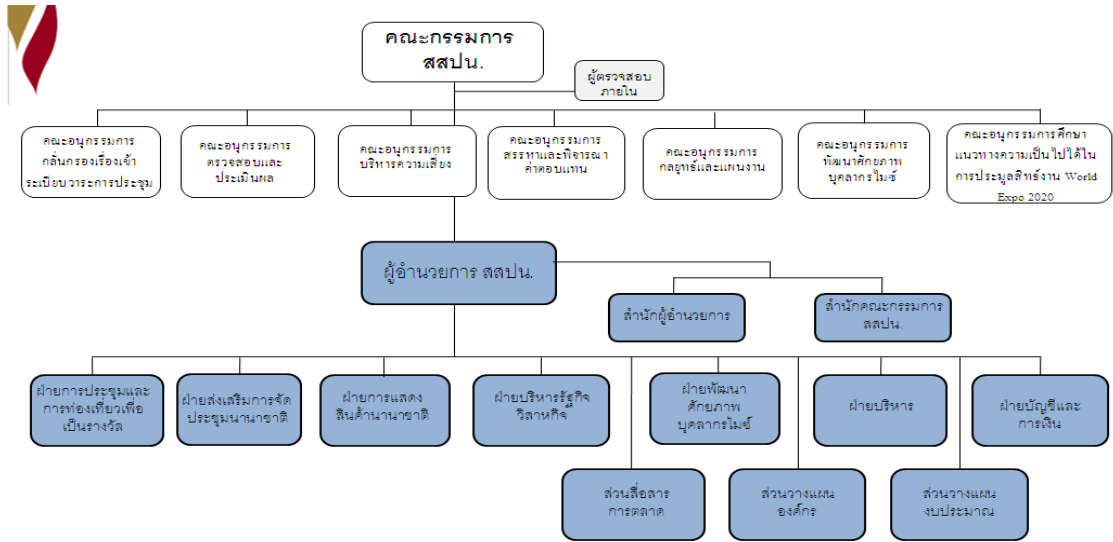 คณะกรรมการ
สสปน.
ผู้ตรวจสอบ
ภายใน
คณะอนุกรรมการ
กลั่นกรองเรื่องเข้า
ระเบียบวาระการประชุม
คณะอนุกรรมการ
ตรวจสอบและ
ประเมินผล
คณะอนุกรรมการ
บริหารความเสี่ยง
คณะอนุกรรมการ
สรรหาและพิจารณา
ค่าตอบแทน
คณะอนุกรรมการ
กลยุทธ์และแผนงาน
คณะอนุกรรมการ
พัฒนาศักยภาพ
บุคลากรไมซ์
คณะอนุกรรมการศึกษา
แนวทางความเป็นไปได้ใน
การประมูลสิทธ์งาน World
Expo 2020
ผู้อำนวยการ สสปน.
สำนักผู้อำนวยการ
สำนักคณะกรรมการ
สสปน.
ฝ่ายการประชุมและ
การท่องเที่ยวเพื่อ
เป็นรางวัล
ฝ่ายส่งเสริมการจัด
ประชุมนานาชาติ
ฝ่ายการแสดง
สินค้านานาชาติ
ฝ่ายบริหารรัฐกิจ
วิสาหกิจ
ฝ่ายพัฒนา
ศักยภาพ
บุคลากรไมซ์
ฝ่ายบริหาร
ฝ่ายบัญชีและ
การเงิน
ส่วนสื่อสาร
การตลาด
ส่วนวางแผน
องค์กร
ส่วนวางแผน
งบประมาณ